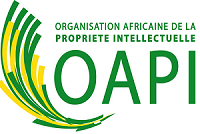 ORGANISATION AFRICAINE DE LA
PROPRIETE INTELLECTUELLE
OAPI